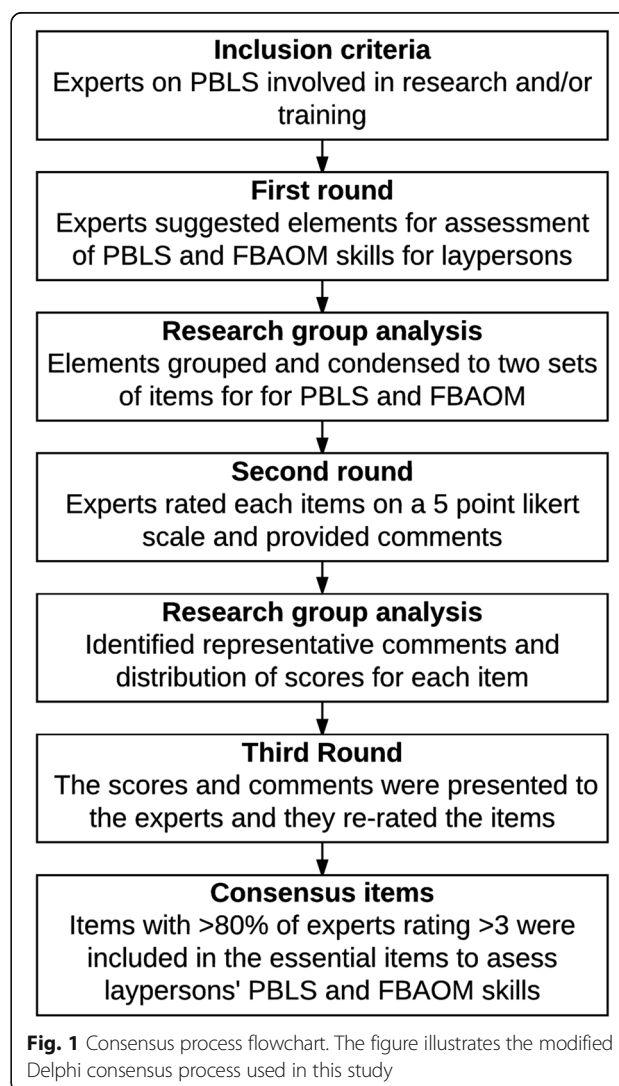 Inclusion criteria
Experts on PBLS involved in research and/or
training
First round
Experts suggested elements for assessment
of PBLS and FBAOM skills for laypersons
Research group analysis
Elements grouped and condensed to two sets
of items for for PBLS and FBAOM
Second round
Experts rated each items on a 5 point likert
scale and provided comments
Research group analysis
Identified representative comments and
distribution of scores for each item
Third Round
The scores and comments were presented to
the experts and they re-rated the items
Consensus items
Items with >80% of experts rating >3 were
included in the essential items to asess
laypersons' PBLS and FBAOM skills
Fig. 1 Consensus process flowchart. The figure illustrates the modified
Delphi consensus process used in this study